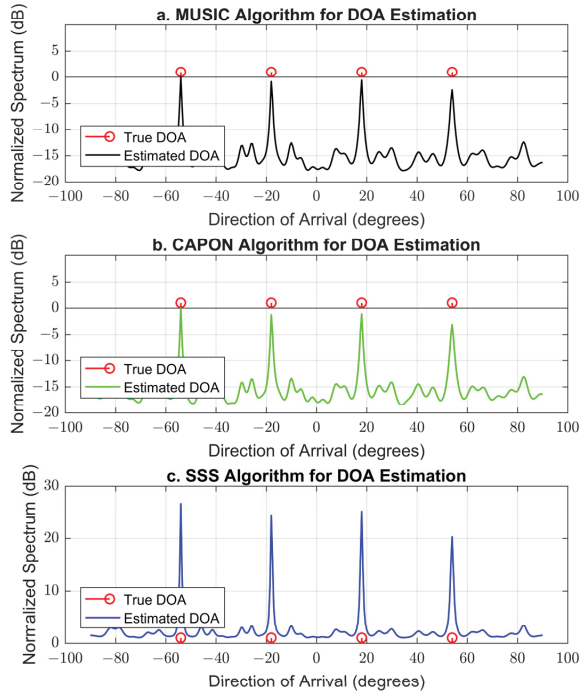 a. MUSIC Algorithm for DOA Estimation
Normalized Spectrum (dB)
5
0
5
−10
−15
−20
True DOA
Estimated DOA
−100 −80 −60 −40 −20 0 20 40 60 80 100
Direction of Arrival (degrees)
b. CAPON Algorithm for DOA Estimation
Normalized Spectrum (dB)
5
0
5
−10
−15
−20
True DOA
Estimated DOA
−100 −80 −60 −40 −20 0 20 40 60 80 100
Direction of Arrival (degrees)
c. SSS Algorithm for DOA Estimation
Normalized Spectrum (dB)
30
20
10
0
True DOA
Estimated DOA
−100 −80 −60 −40 −20 0 20 40 60 80 100
Direction of Arrival (degrees)